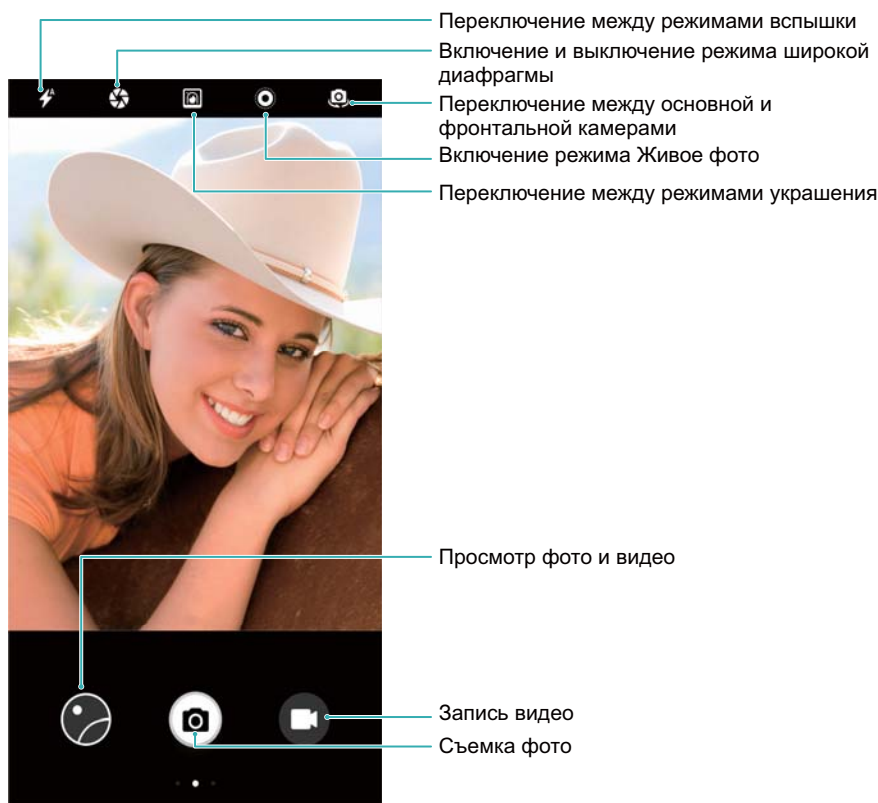 Переключение между режимами вспышки
Включение и выключение режима широкой
диафрагмы
Переключение между основной и
фронтальной камерами
Включение режима Живое фото
Переключение между режимами украшения
Просмотр фото и видео
Запись видео
Съемка фото